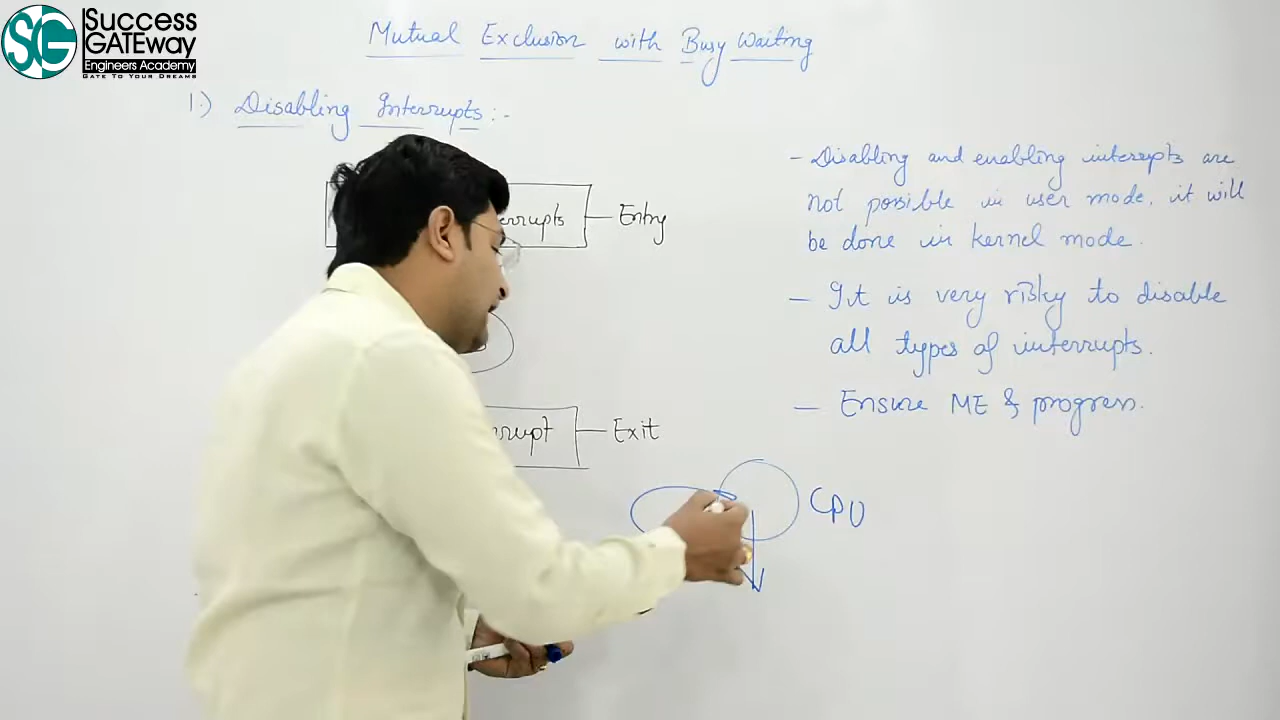 SG Success
GATEway
Engineers Academy
GATE TO YOUR DREAMS
Mutual Exclusion with Busy Waiting
1.) Disabling Interrupts :-
errupts — Entry
rrupt — Exit
CPU
- Disabling and enabling interrupts are
not possible in user mode, it will
be done in kernel mode.
- It is very risky to disable
all types of interrupts.
- Ensure ME & progress.